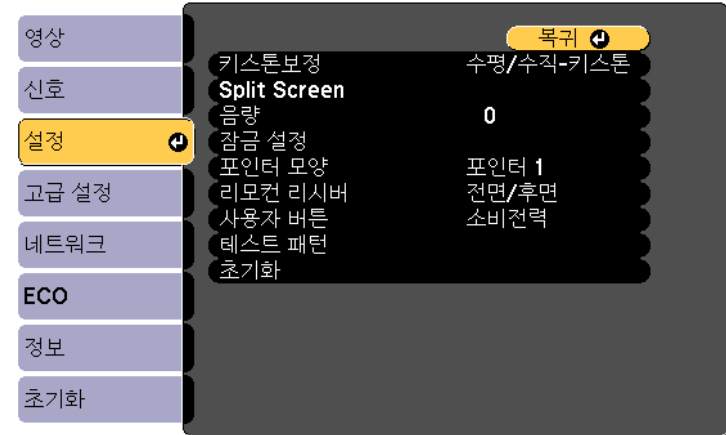 영상
신호
설정
고급 설정
네트워크
ECO
정보
초기화
복귀
키스톤보정 수평/수직-키스톤
Split Screen
음량 0
잠금 설정
포인터 모양 포인터 1
리모컨 리시버 전면/후면
사용자 버튼 소비전력
테스트 패턴
초기화